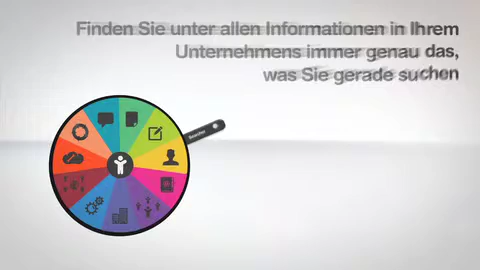 Finden Sie unter allen Informationen in Ihrem
Unternehmens immer genau das,
was Sie gerade suchen